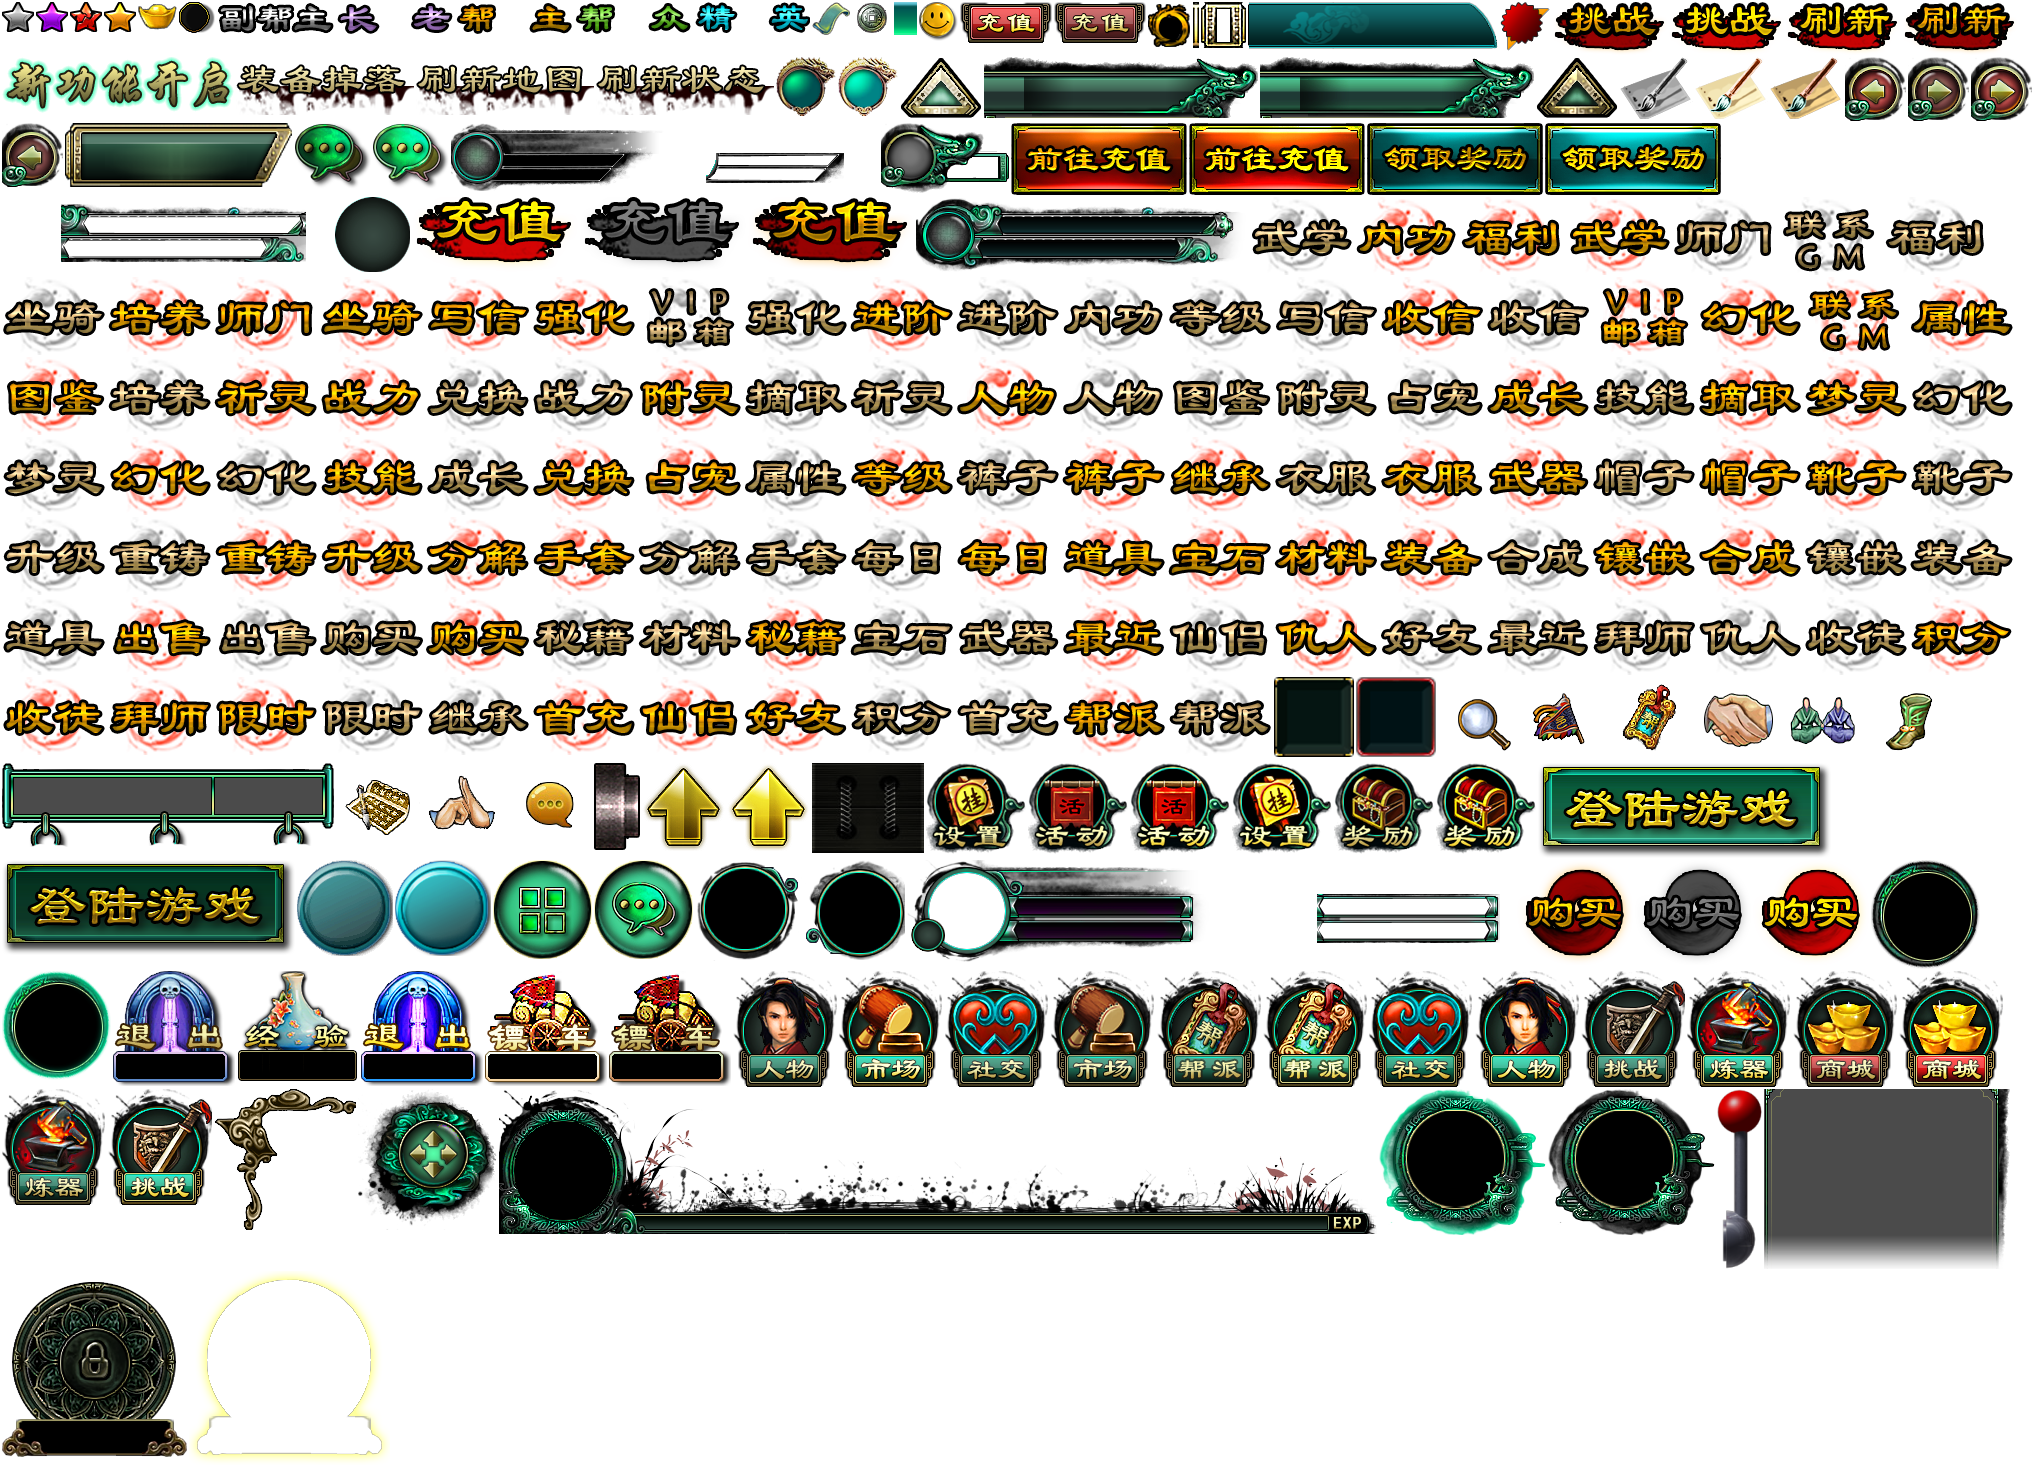 副帮主长 老帮 主帮 众精 英 充值 充值 挑战 挑战 刷新 刷新
新功能开启 装备掉落 刷新地图 刷新状态
前往充值 前往充值 领取奖励 领取奖励
充值 充值 充值 武学 内功 福利 武学 师门 联系GM 福利
坐骑 培养 师门 坐骑 写信 强化 VIP邮箱 强化 进阶 进阶 内功 等级 写信 收信 收信 VIP邮箱 幻化 联系GM 属性
图鉴 培养 祈灵 战力 兑换 战力 附灵 摘取 祈灵 人物 人物 图鉴 附灵 占宠 成长 技能 摘取 梦灵 幻化
梦灵 幻化 幻化 技能 成长 兑换 占宠 属性 等级 裤子 裤子 继承 衣服 衣服 武器 帽子 帽子 靴子 靴子
升级 重铸 重铸 升级 分解 手套 分解 手套 每日 每日 道具 宝石 材料 装备 合成 镶嵌 合成 镶嵌 装备
道具 出售 出售 购买 购买 秘籍 材料 秘籍 宝石 武器 最近 仙侣 仇人 好友 最近 拜师 仇人 收徒 积分
收徒 拜师 限时 限时 继承 首充 仙侣 好友 积分 首充 帮派 帮派 帮
挂 设置 活 活动 活 活动 挂 设置 奖励 奖励 登陆游戏
登陆游戏 购买 购买 购买
退出 经验 退出 镖车 镖车 人物 市场 社交 市场 帮 帮派 帮 帮派 社交 人物 挑战 炼器 商城 商城
炼器 挑战 EXP